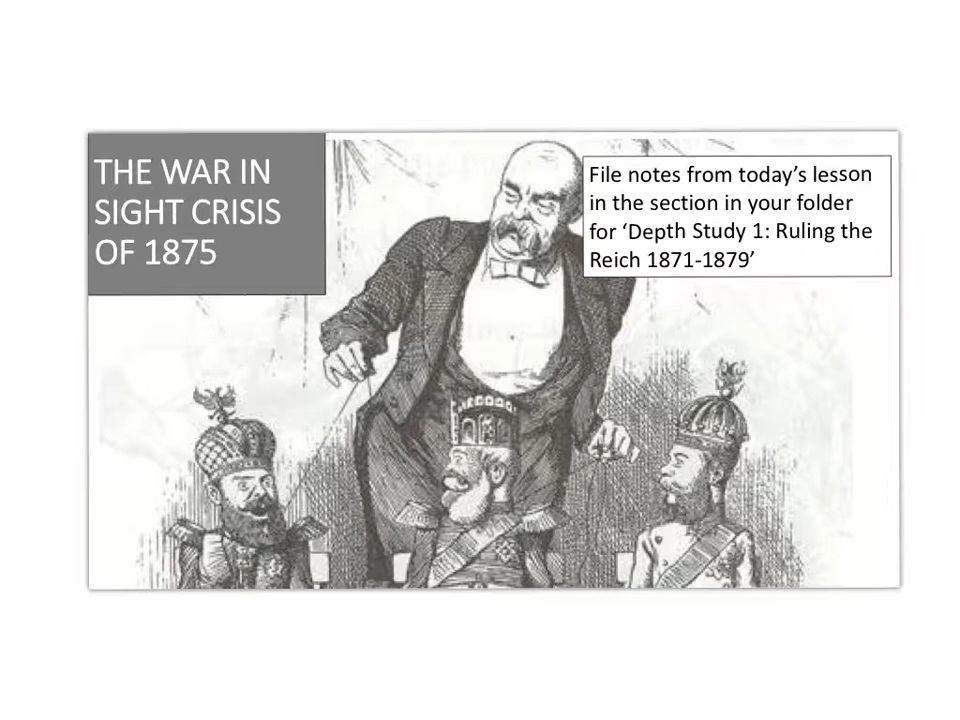 THE WAR IN
SIGHT CRISIS
OF 1875
File notes from today’s lesson
in the section in your folder
for ‘Depth Study 1: Ruling the
Reich 1871-1879’